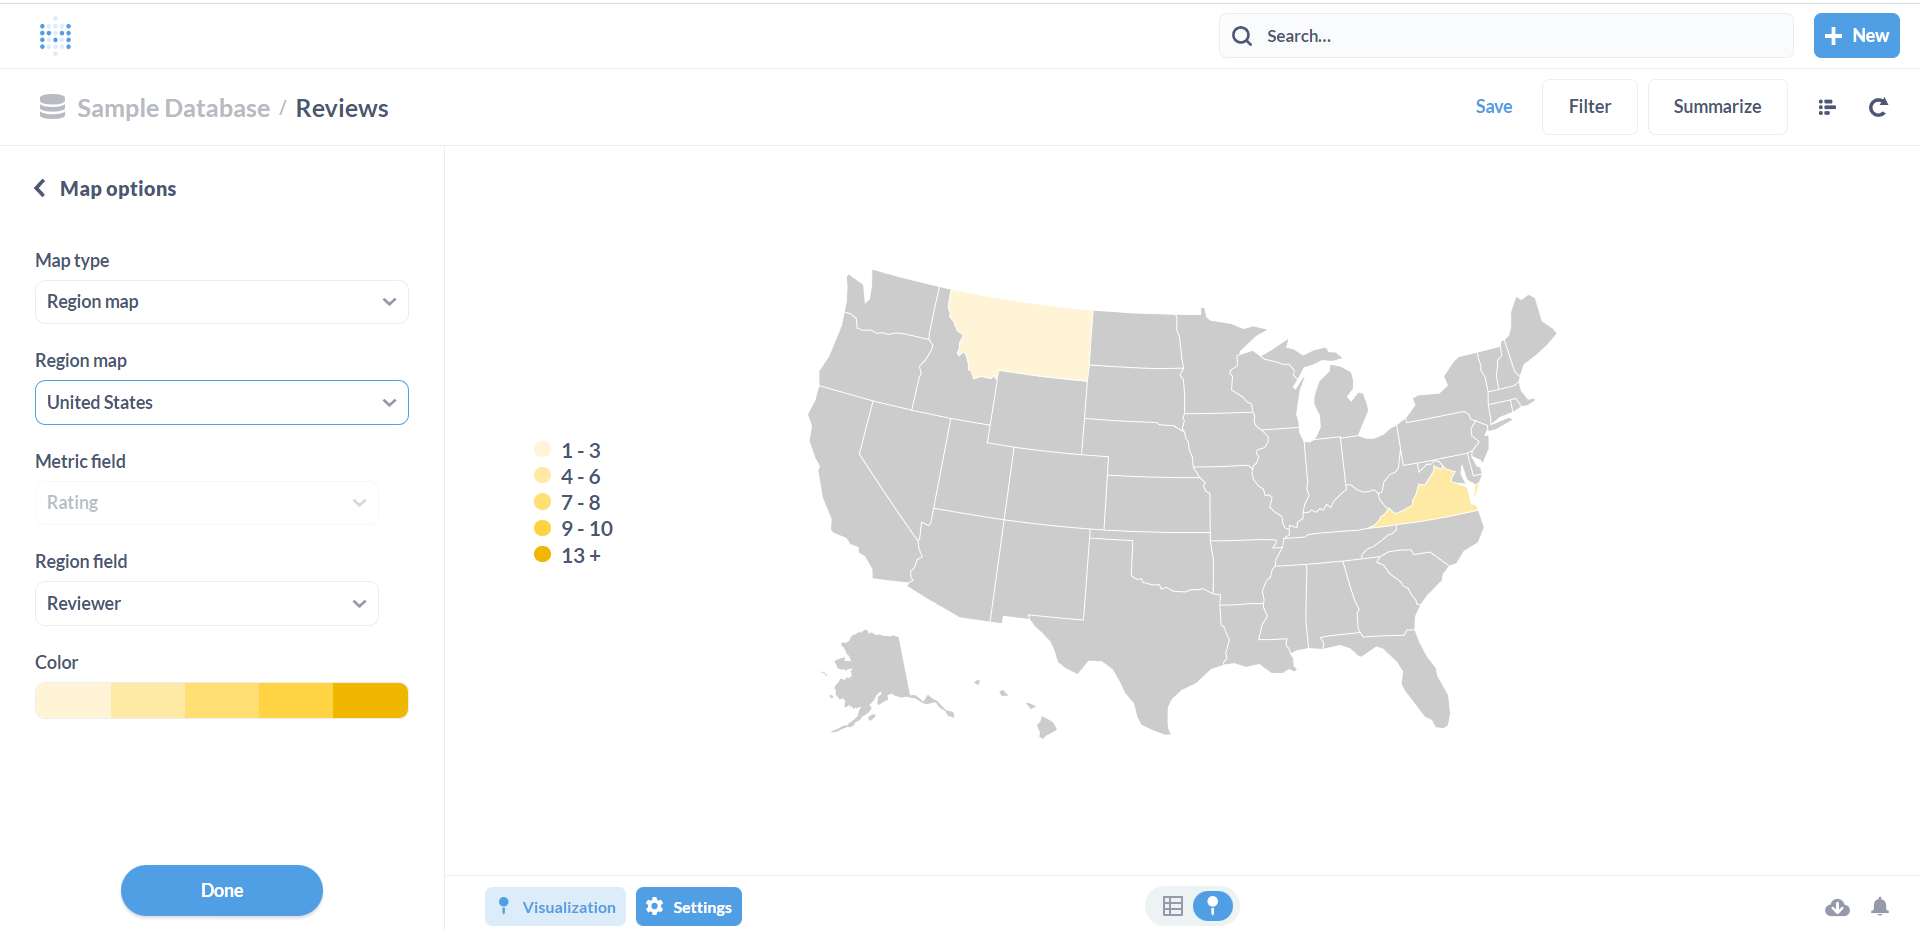 Search...
New
Sample Database / Reviews
Save
Filter
Summarize
Map options
Map type
Region map
Region map
United States
Metric field
Rating
Region field
Reviewer
Color
Done
1 - 3
4 - 6
7 - 8
9 - 10
13 +
Visualization
Settings